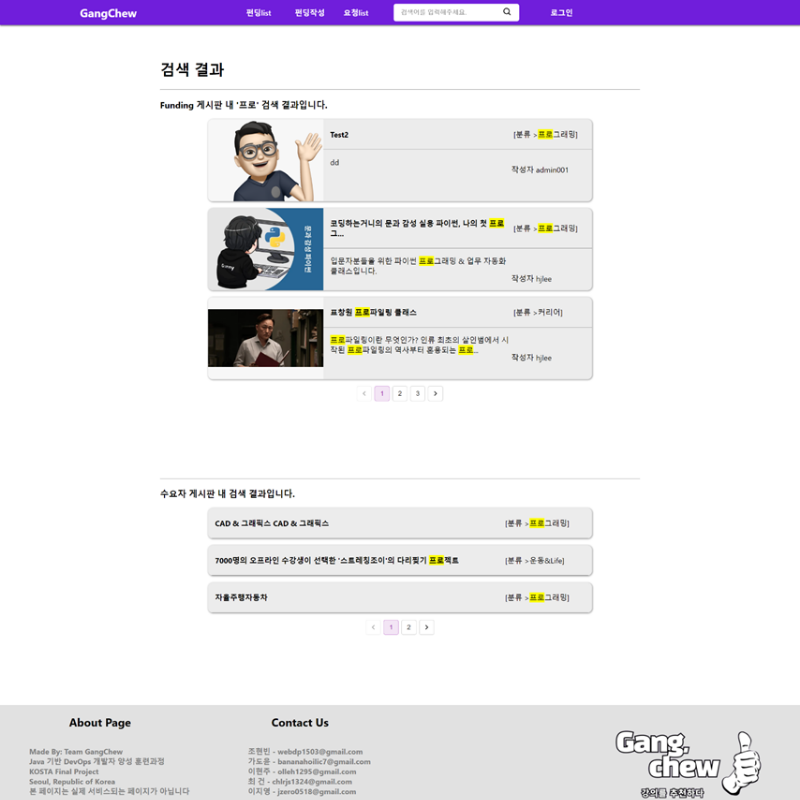 GangChew
펀딩list
펀딩작성
요청list
검색어를 입력해주세요.
로그인
검색 결과
Funding 게시판 내 '프로' 검색 결과입니다.
Test2
[분류 >프로그래밍]
dd
작성자 admin001
문과 감성 파이썬
코딩하는거니의 문과 감성 실용 파이썬, 나의 첫 프로
그...
[분류 >프로그래밍]
입문자분들을 위한 파이썬 프로그래밍 & 업무 자동화
클래스입니다.
작성자 hjlee
표창원 프로파일링 클래스
[분류 >커리어]
프로파일링이란 무엇인가? 인류 최초의 살인범에서 시
작된 프로파일링의 역사부터 혼용되는 프로...
작성자 hjlee
< 1 2 3 >
수요자 게시판 내 검색 결과입니다.
CAD & 그래픽스 CAD & 그래픽스
[분류 >프로그래밍]
7000명의 오프라인 수강생이 선택한 '스트레칭조이'의 다리찢기 프로젝트
[분류 >운동&Life]
자율주행자동차
[분류 >프로그래밍]
< 1 2 >
About Page
Made By: Team GangChew
Java 기반 DevOps 개발자 양성 훈련과정
KOSTA Final Project
Seoul, Republic of Korea
본 페이지는 실제 서비스되는 페이지가 아닙니다
Contact Us
조현빈 - webdp1503@gmail.com
가도윤 - bananaholic7@gmail.com
이현주 - olleh1295@gmail.com
최 건 - chlrjs1324@gmail.com
이지영 - jzero0518@gmail.com
Gang,
chew
강의를 추천하다